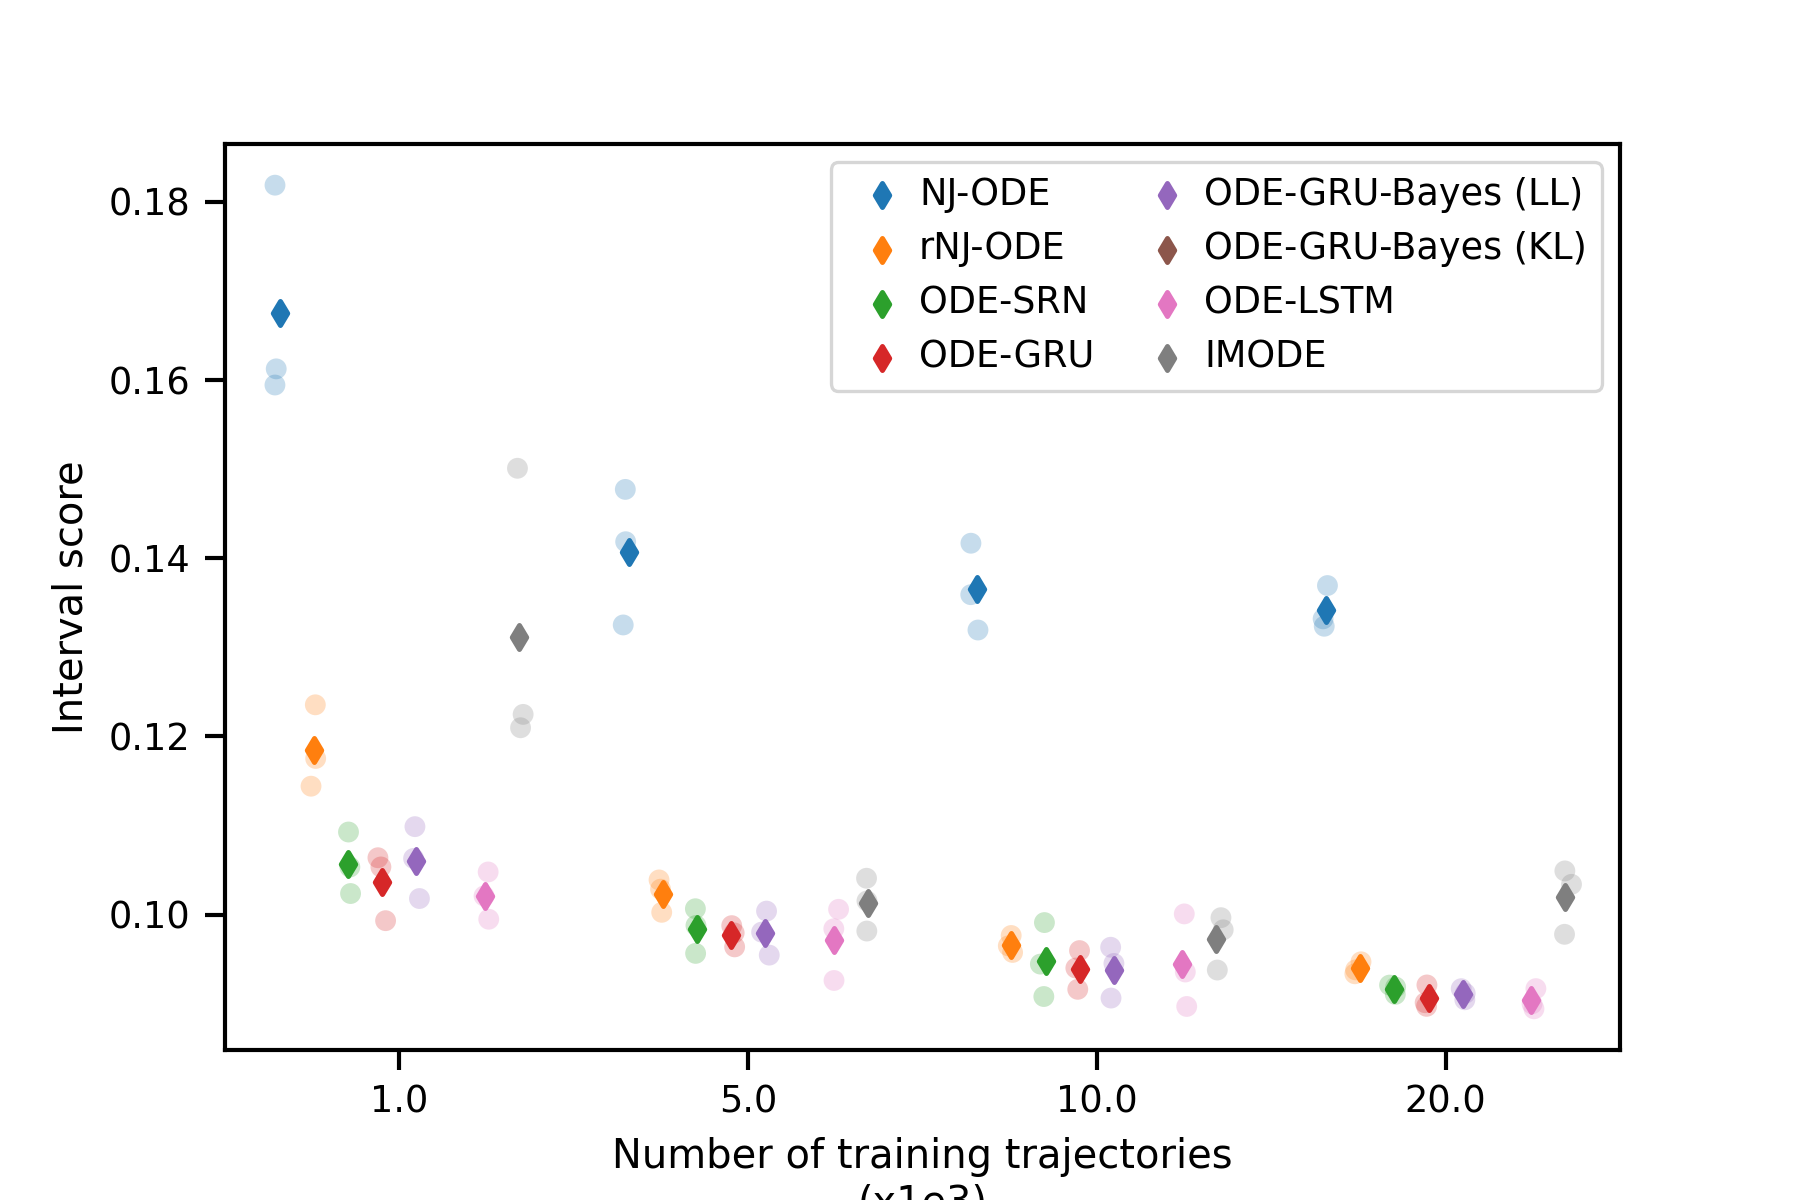 NJ-ODE
rNJ-ODE
ODE-SRN
ODE-GRU
ODE-GRU-Bayes (LL)
ODE-GRU-Bayes (KL)
ODE-LSTM
IMODE
Interval score
0.18
0.16
0.14
0.12
0.10
1.0 5.0 10.0 20.0
Number of training trajectories
(x1e3)